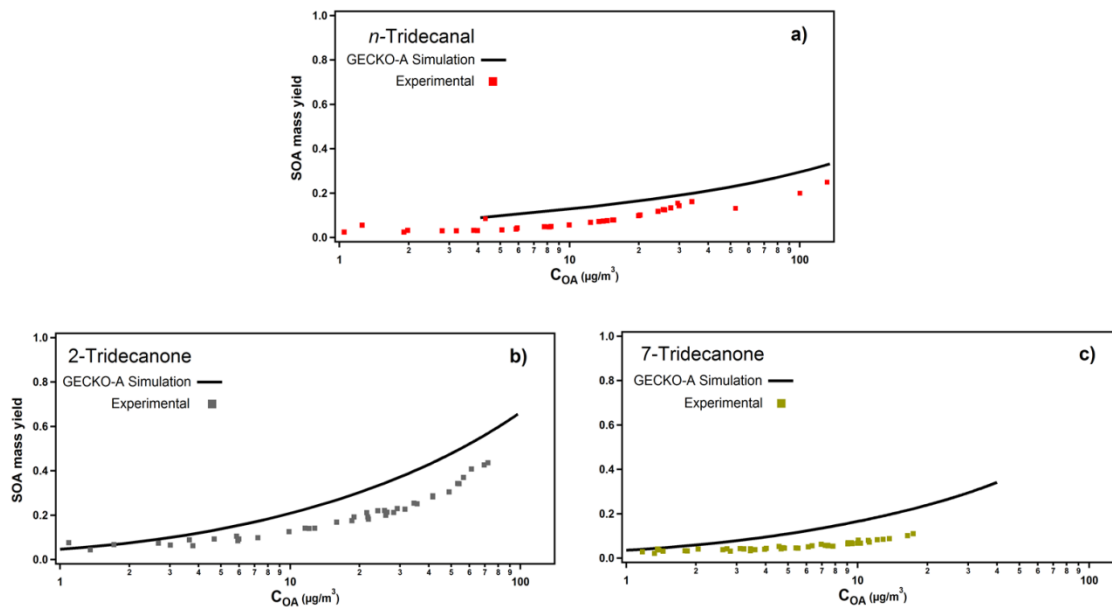 n-Tridecanal
a)
GECKO-A Simulation
Experimental
SOA mass yield
1.0
0.8
0.6
0.4
0.2
0.0
1 2 3 4 5 6 7 8 9 10 2 3 4 5 6 7 8 9 100
COA (µg/m³)
2-Tridecanone
b)
GECKO-A Simulation
Experimental
SOA mass yield
1.0
0.8
0.6
0.4
0.2
0.0
1 2 3 4 5 6 7 8 9 10 2 3 4 5 6 7 8 9 100
COA (µg/m³)
7-Tridecanone
c)
GECKO-A Simulation
Experimental
1.0
0.8
0.6
0.4
0.2
0.0
1 2 3 4 5 6 7 8 9 10 2 3 4 5 6 7 8 9 100
COA (µg/m³)